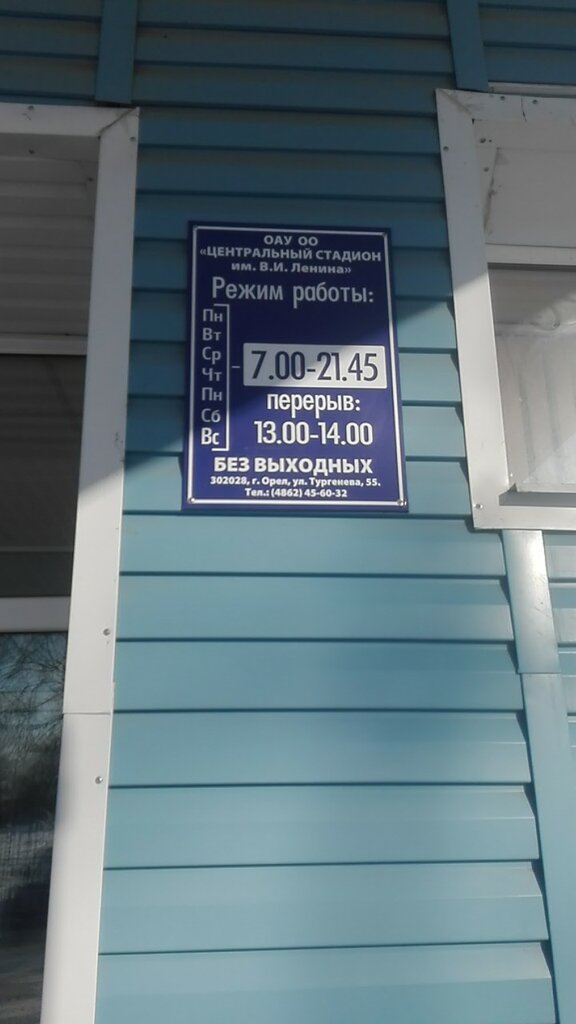 ОАУ ОО
«ЦЕНТРАЛЬНЫЙ СТАДИОН
им. В.И. Ленина»
Режим работы:
Пн
Вт
Ср
Чт
Пн
Сб
Вс
- 7.00-21.45
перерыв:
13.00-14.00
БЕЗ ВЫХОДНЫХ
302028, г. Орел, ул. Тургенева, 55.
Тел.: (4862) 45-60-32